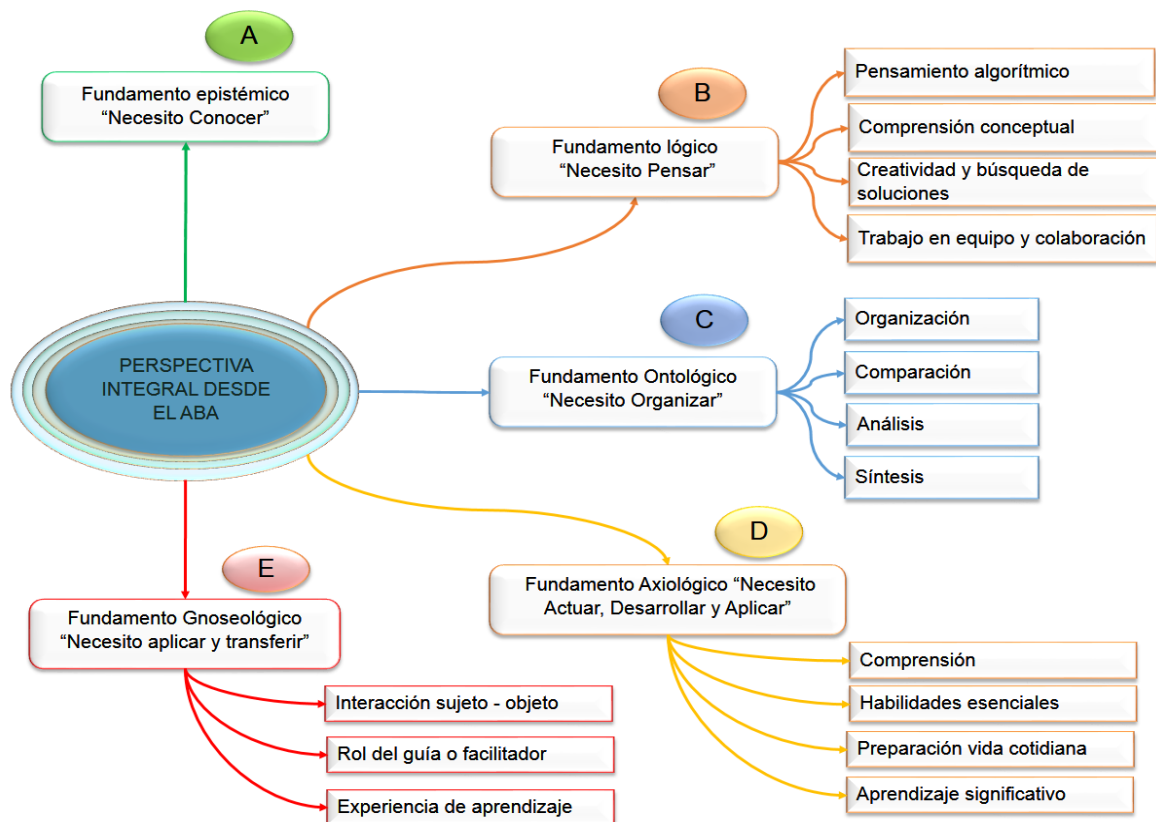 A
Fundamento epistémico
“Necesito Conocer”
B
Fundamento lógico
“Necesito Pensar”
Pensamiento algorítmico
Comprensión conceptual
Creatividad y búsqueda de
soluciones
Trabajo en equipo y colaboración
PERSPECTIVA
INTEGRAL DESDE
EL ABA
C
Fundamento Ontológico
“Necesito Organizar”
Organización
Comparación
Análisis
Síntesis
D
Fundamento Axiológico “Necesito
Actuar, Desarrollar y Aplicar”
Comprensión
Habilidades esenciales
Preparación vida cotidiana
Aprendizaje significativo
E
Fundamento Gnoseológico
“Necesito aplicar y transferir”
Interacción sujeto - objeto
Rol del guía o facilitador
Experiencia de aprendizaje